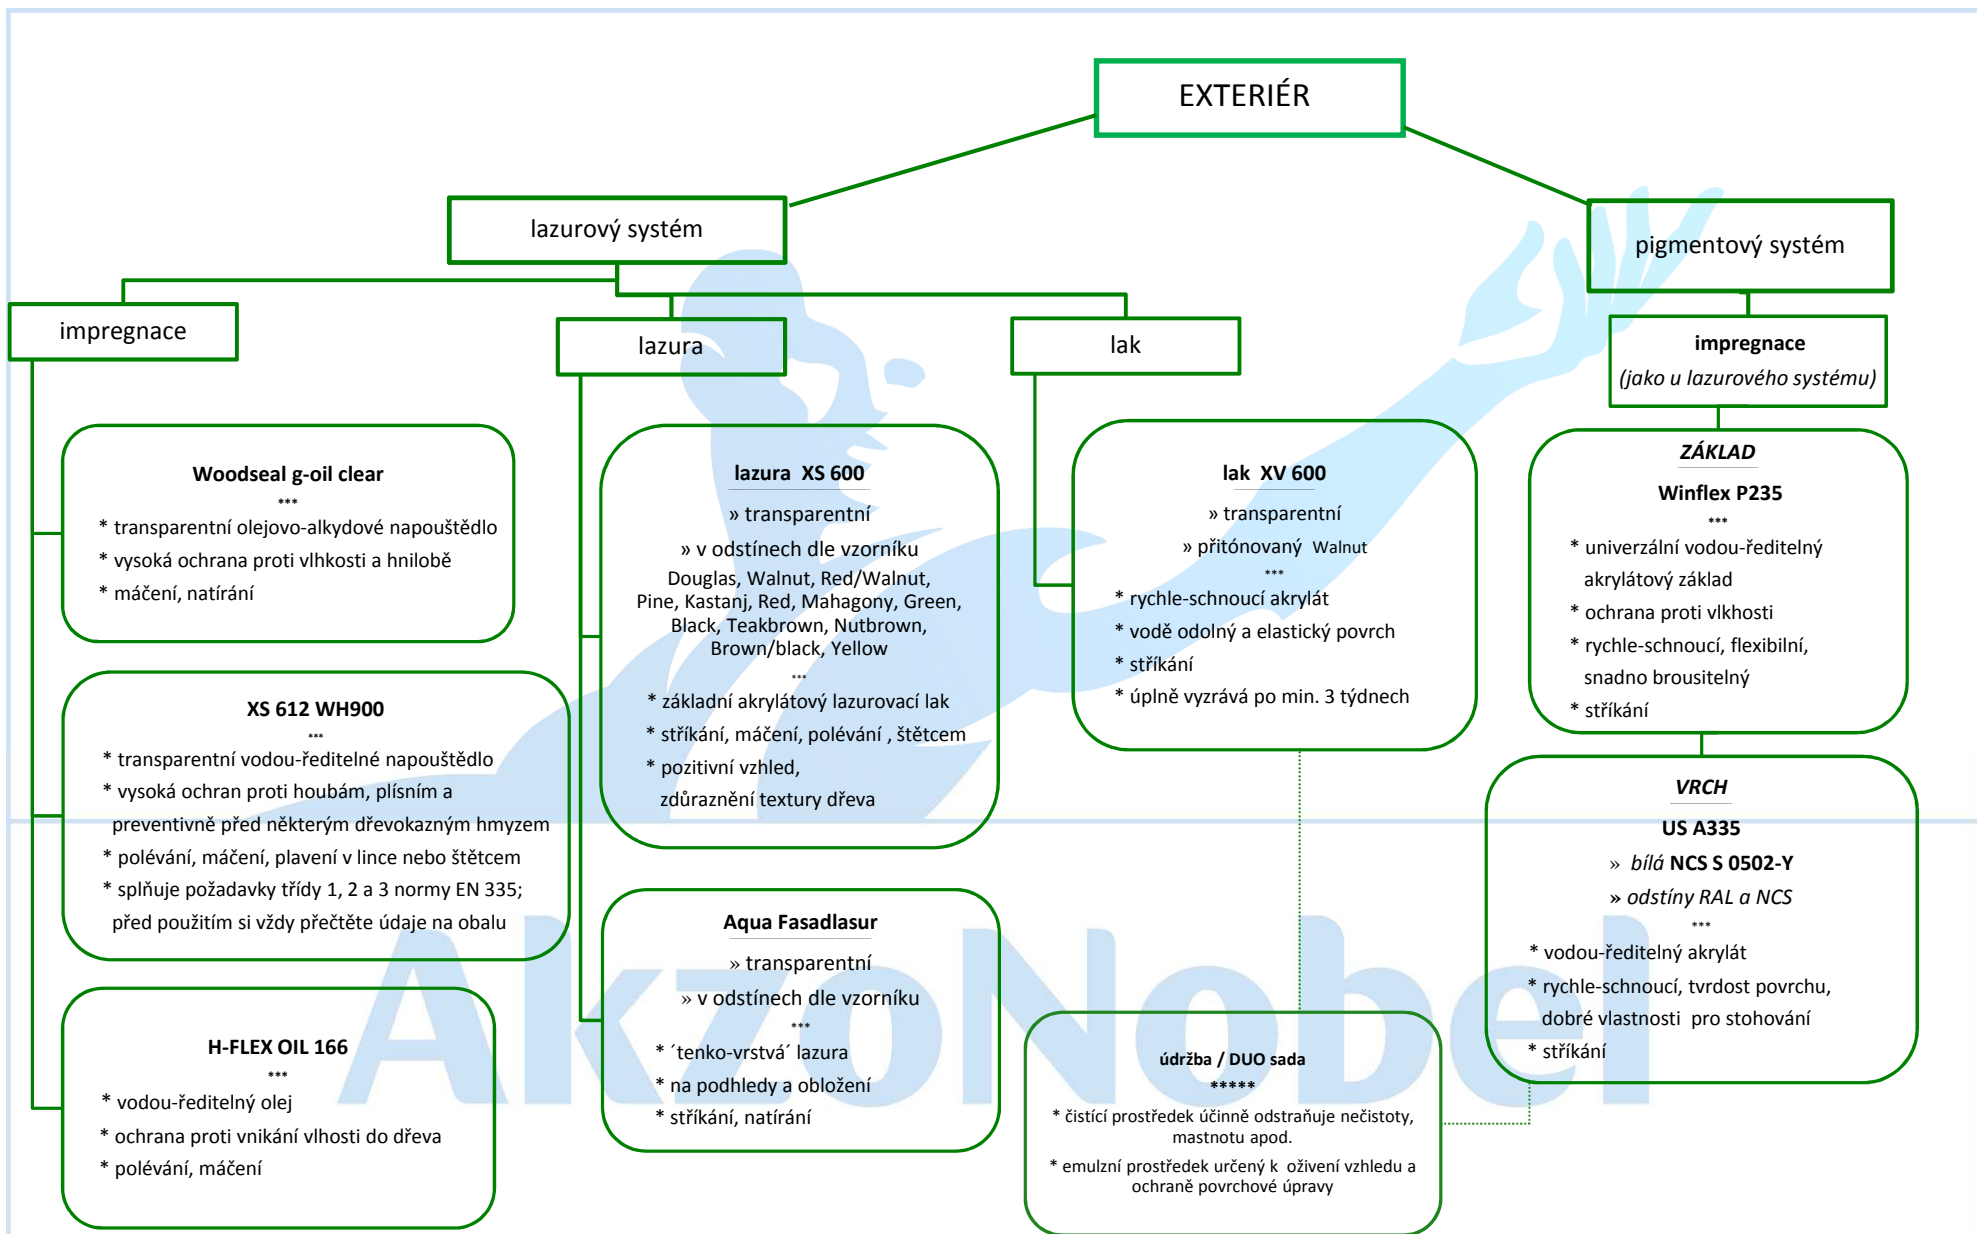 EXTERIÉR
lazurový systém
pigmentový systém
impregnace
lazura
lak
impregnace
(jako u lazurového systému)
Woodseal g-oil clear
***
* transparentní olejovo-alkydové napouštědlo
* vysoká ochrana proti vlhkosti a hnilobě
* máčení, natírání
XS 612 WH900
***
* transparentní vodou-ředitelné napouštědlo
* vysoká ochran proti houbám, plísním a
preventivně před některým dřevokazným hmyzem
* polévání, máčení, plavení v lince nebo štětcem
* splňuje požadavky třídy 1, 2 a 3 normy EN 335;
před použitím si vždy přečtěte údaje na obalu
H-FLEX OIL 166
***
* vodou-ředitelný olej
* ochrana proti vnikání vlhosti do dřeva
* polévání, máčení
lazura XS 600
» transparentní
» v odstínech dle vzorníku
Douglas, Walnut, Red/Walnut,
Pine, Kastanj, Red, Mahagony, Green,
Black, Teakbrown, Nutbrown,
Brown/black, Yellow
***
* základní akrylátový lazurovací lak
* stříkání, máčení, polévání , štětcem
* pozitivní vzhled,
zdůraznění textury dřeva
Aqua Fasadlasur
» transparentní
» v odstínech dle vzorníku
***
* ´tenko-vrstvá´ lazura
* na podhledy a obložení
* stříkání, natírání
lak XV 600
» transparentní
» přitónovaný Walnut
***
* rychle-schnoucí akrylát
* vodě odolný a elastický povrch
* stříkání
* úplně vyzrává po min. 3 týdnech
údržba / DUO sada
*****
* čistící prostředek účinně odstraňuje nečistoty,
mastnotu apod.
* emulzní prostředek určený k oživení vzhledu a
ochraně povrchové úpravy
ZÁKLAD
Winflex P235
***
* univerzální vodou-ředitelný
akrylátový základ
* ochrana proti vlkhosti
* rychle-schnoucí, flexibilní,
snadno brousitelný
* stříkání
VRCH
US A335
» bílá NCS S 0502-Y
» odstíny RAL a NCS
***
* vodou-ředitelný akrylát
* rychle-schnoucí, tvrdost povrchu,
dobré vlastnosti pro stohování
* stříkání
AkzoNobel